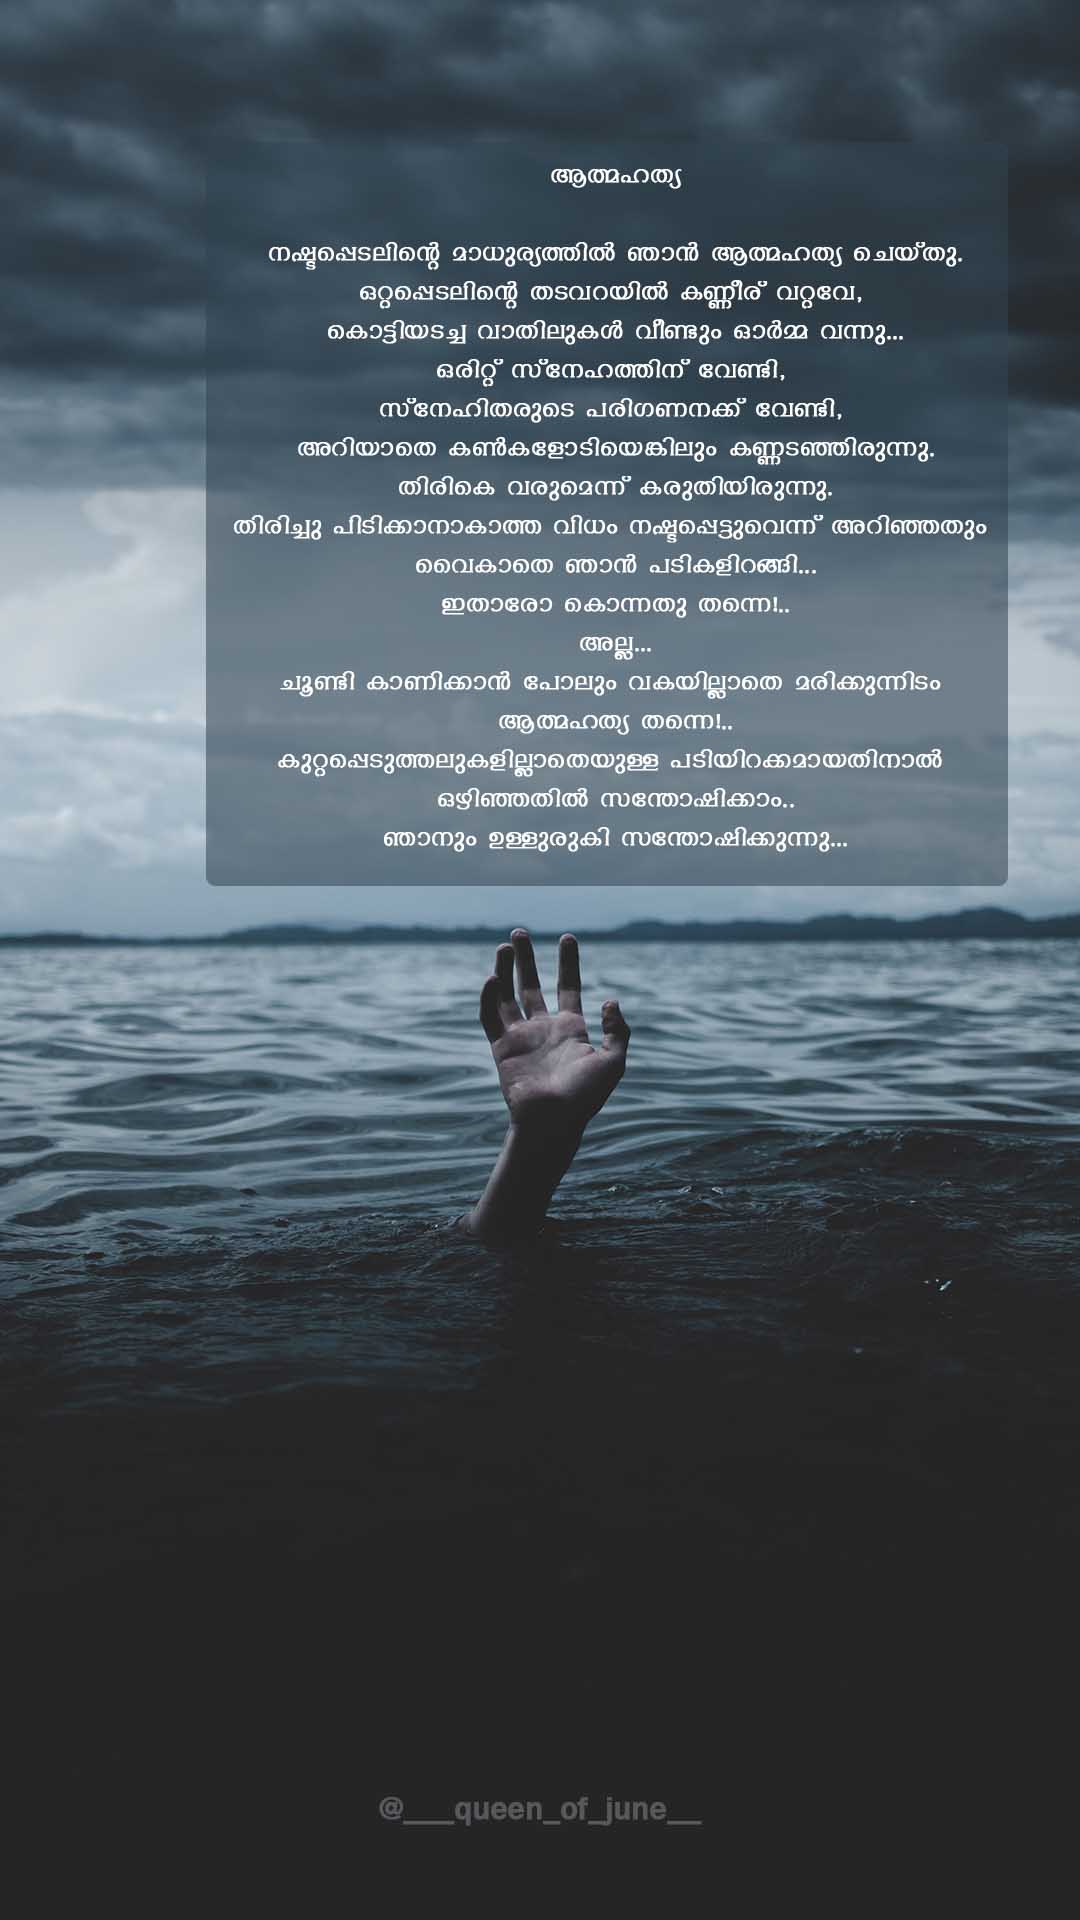 ആത്മഹത്യ
നഷ്ടപ്പെടലിന്റെ മാധുര്യത്തിൽ ഞാൻ ആത്മഹത്യ ചെയ്തു.
ഒറ്റപ്പെടലിന്റെ തടവറയിൽ കണ്ണീര് വറ്റവേ,
കൊട്ടിയടച്ച വാതിലുകൾ വീണ്ടും ഓർമ്മ വന്നു...
ഒരിറ്റ് സ്നേഹത്തിന് വേണ്ടി,
സ്നേഹിതരുടെ പരിഗണനക്ക് വേണ്ടി,
അറിയാതെ കൺകളോടിയെങ്കിലും കണ്ണടഞ്ഞിരുന്നു.
തിരികെ വരുമെന്ന് കരുതിയിരുന്നു.
തിരിച്ചു പിടിക്കാനാകാത്ത വിധം നഷ്ടപ്പെട്ടുവെന്ന് അറിഞ്ഞതും
വൈകാതെ ഞാൻ പടികളിറങ്ങി...
ഇതാരോ കൊന്നതു തന്നെ!..
അല്ല...
ചൂണ്ടി കാണിക്കാൻ പോലും വകയില്ലാതെ മരിക്കുന്നിടം
ആത്മഹത്യ തന്നെ!..
കുറ്റപ്പെടുത്തലുകളില്ലാതെയുള്ള പടിയിറക്കമായതിനാൽ
ഒഴിഞ്ഞതിൽ സന്തോഷിക്കാം..
ഞാനും ഉള്ളുരുകി സന്തോഷിക്കുന്നു...
@___queen_of_june__